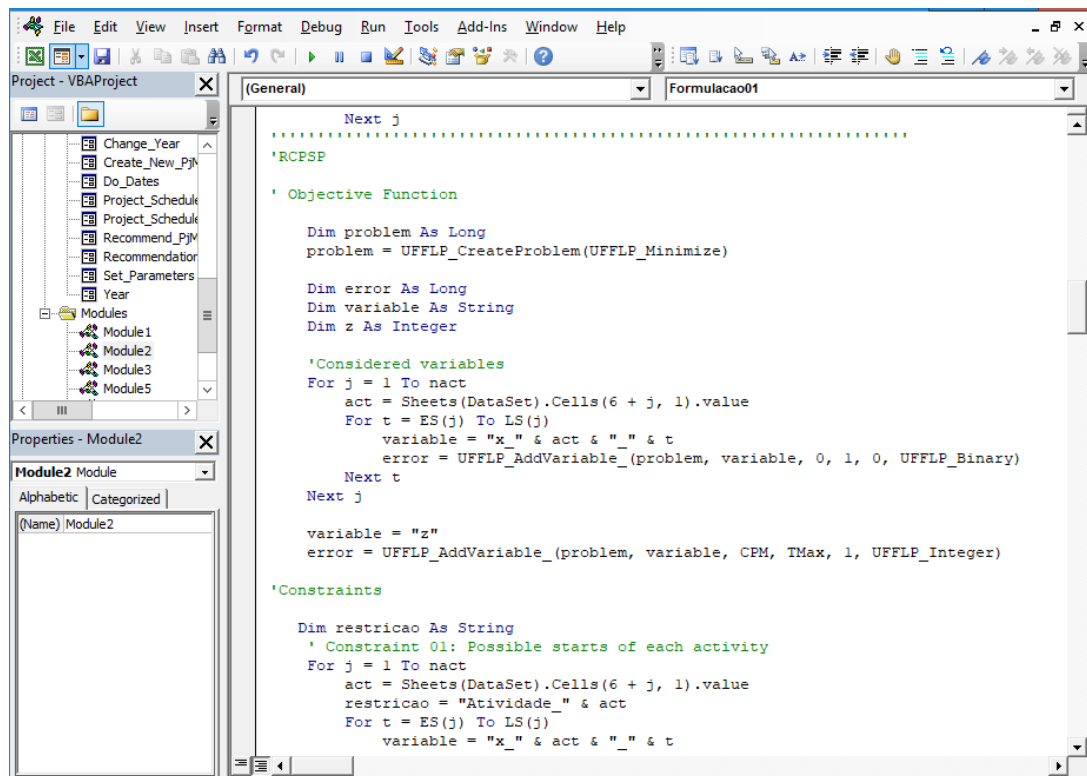 File Edit View Insert Format Debug Run Tools Add-Ins Window Help
Project - VBAProject
Change_Year
Create_New_PjM
Do_Dates
Project_Schedule
Project_Schedule
Recommend_PjM
Recommendation
Set_Parameters
Year
Modules
Module1
Module2
Module3
Module5
Properties - Module2
Module2 Module
Alphabetic Categorized
(Name) Module2
(General) Formulacao01
Next j
''''''''''''''''''''''''''''''''''''''''''''''''''''''''''''''''''''''
'RCPSP
' Objective Function
Dim problem As Long
problem = UFFLP_CreateProblem(UFFLP_Minimize)
Dim error As Long
Dim variable As String
Dim z As Integer
'Considered variables
For j = 1 To nact
act = Sheets(DataSet).Cells(6 + j, 1).value
For t = ES(j) To LS(j)
variable = "x_" & act & "_" & t
error = UFFLP_AddVariable_(problem, variable, 0, 1, 0, UFFLP_Binary)
Next t
Next j
variable = "z"
error = UFFLP_AddVariable_(problem, variable, CPM, TMax, 1, UFFLP_Integer)
'Constraints
Dim restricao As String
' Constraint 01: Possible starts of each activity
For j = 1 To nact
act = Sheets(DataSet).Cells(6 + j, 1).value
restricao = "Atividade_" & act
For t = ES(j) To LS(j)
variable = "x_" & act & "_" & t